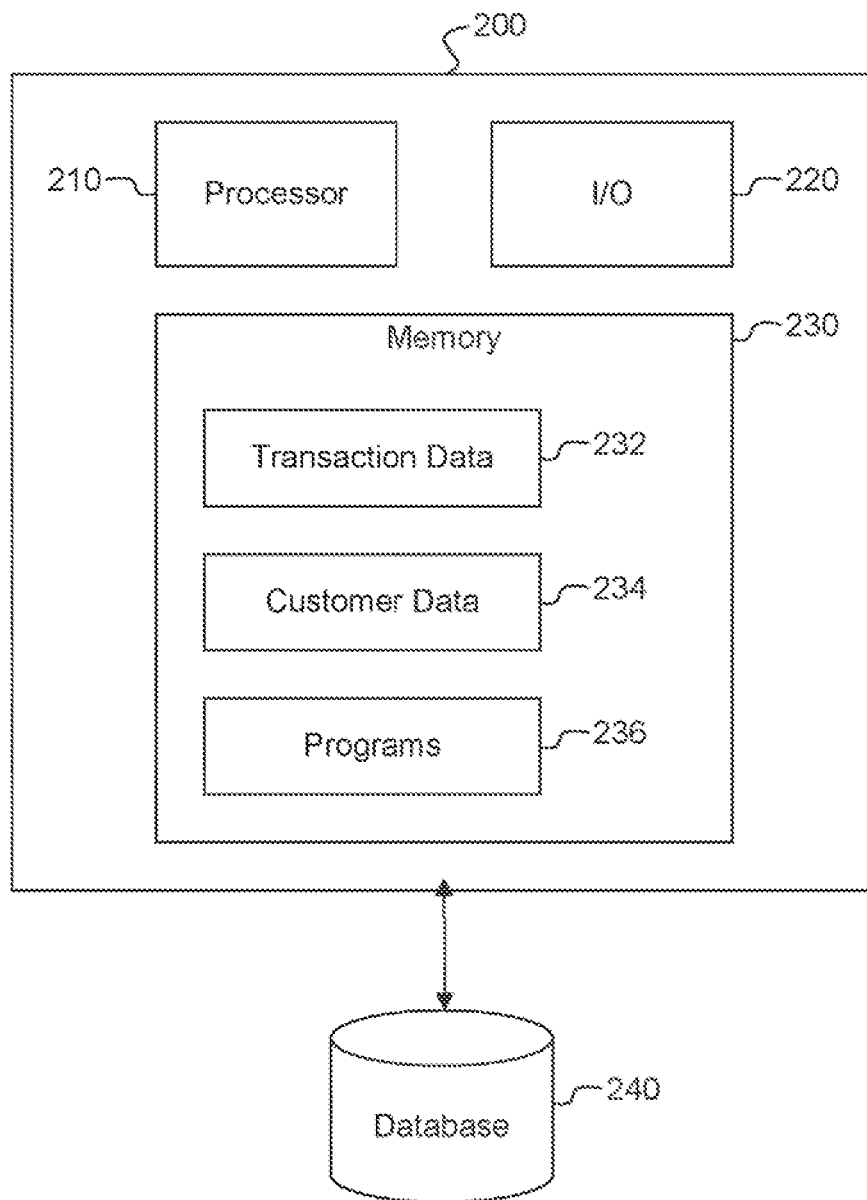 200
210
Processor
I/O
220
Memory
230
Transaction Data
232
Customer Data
234
Programs
236
Database
240